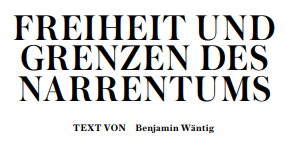 FREIHEIT UND
GRENZEN DES
NARRENTUMS
TEXT VON Benjamin Wäntig